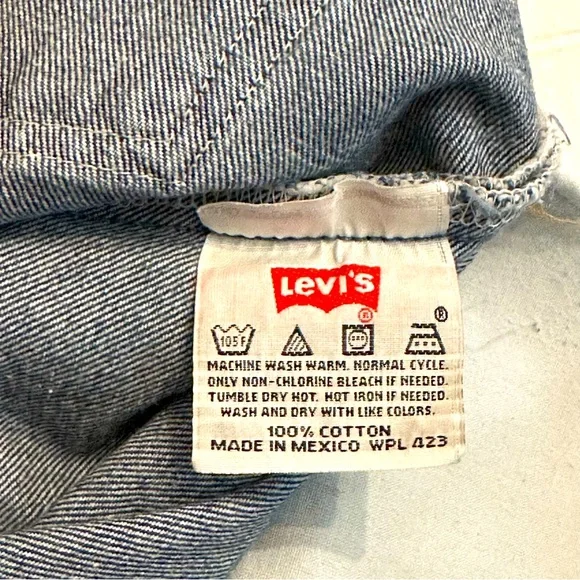 LEVI'S
®
105F
®
MACHINE WASH WARM. NORMAL CYCLE.
ONLY NON-CHLORINE BLEACH IF NEEDED.
TUMBLE DRY HOT. HOT IRON IF NEEDED.
WASH AND DRY WITH LIKE COLORS.
100% COTTON
MADE IN MEXICO WPL 423